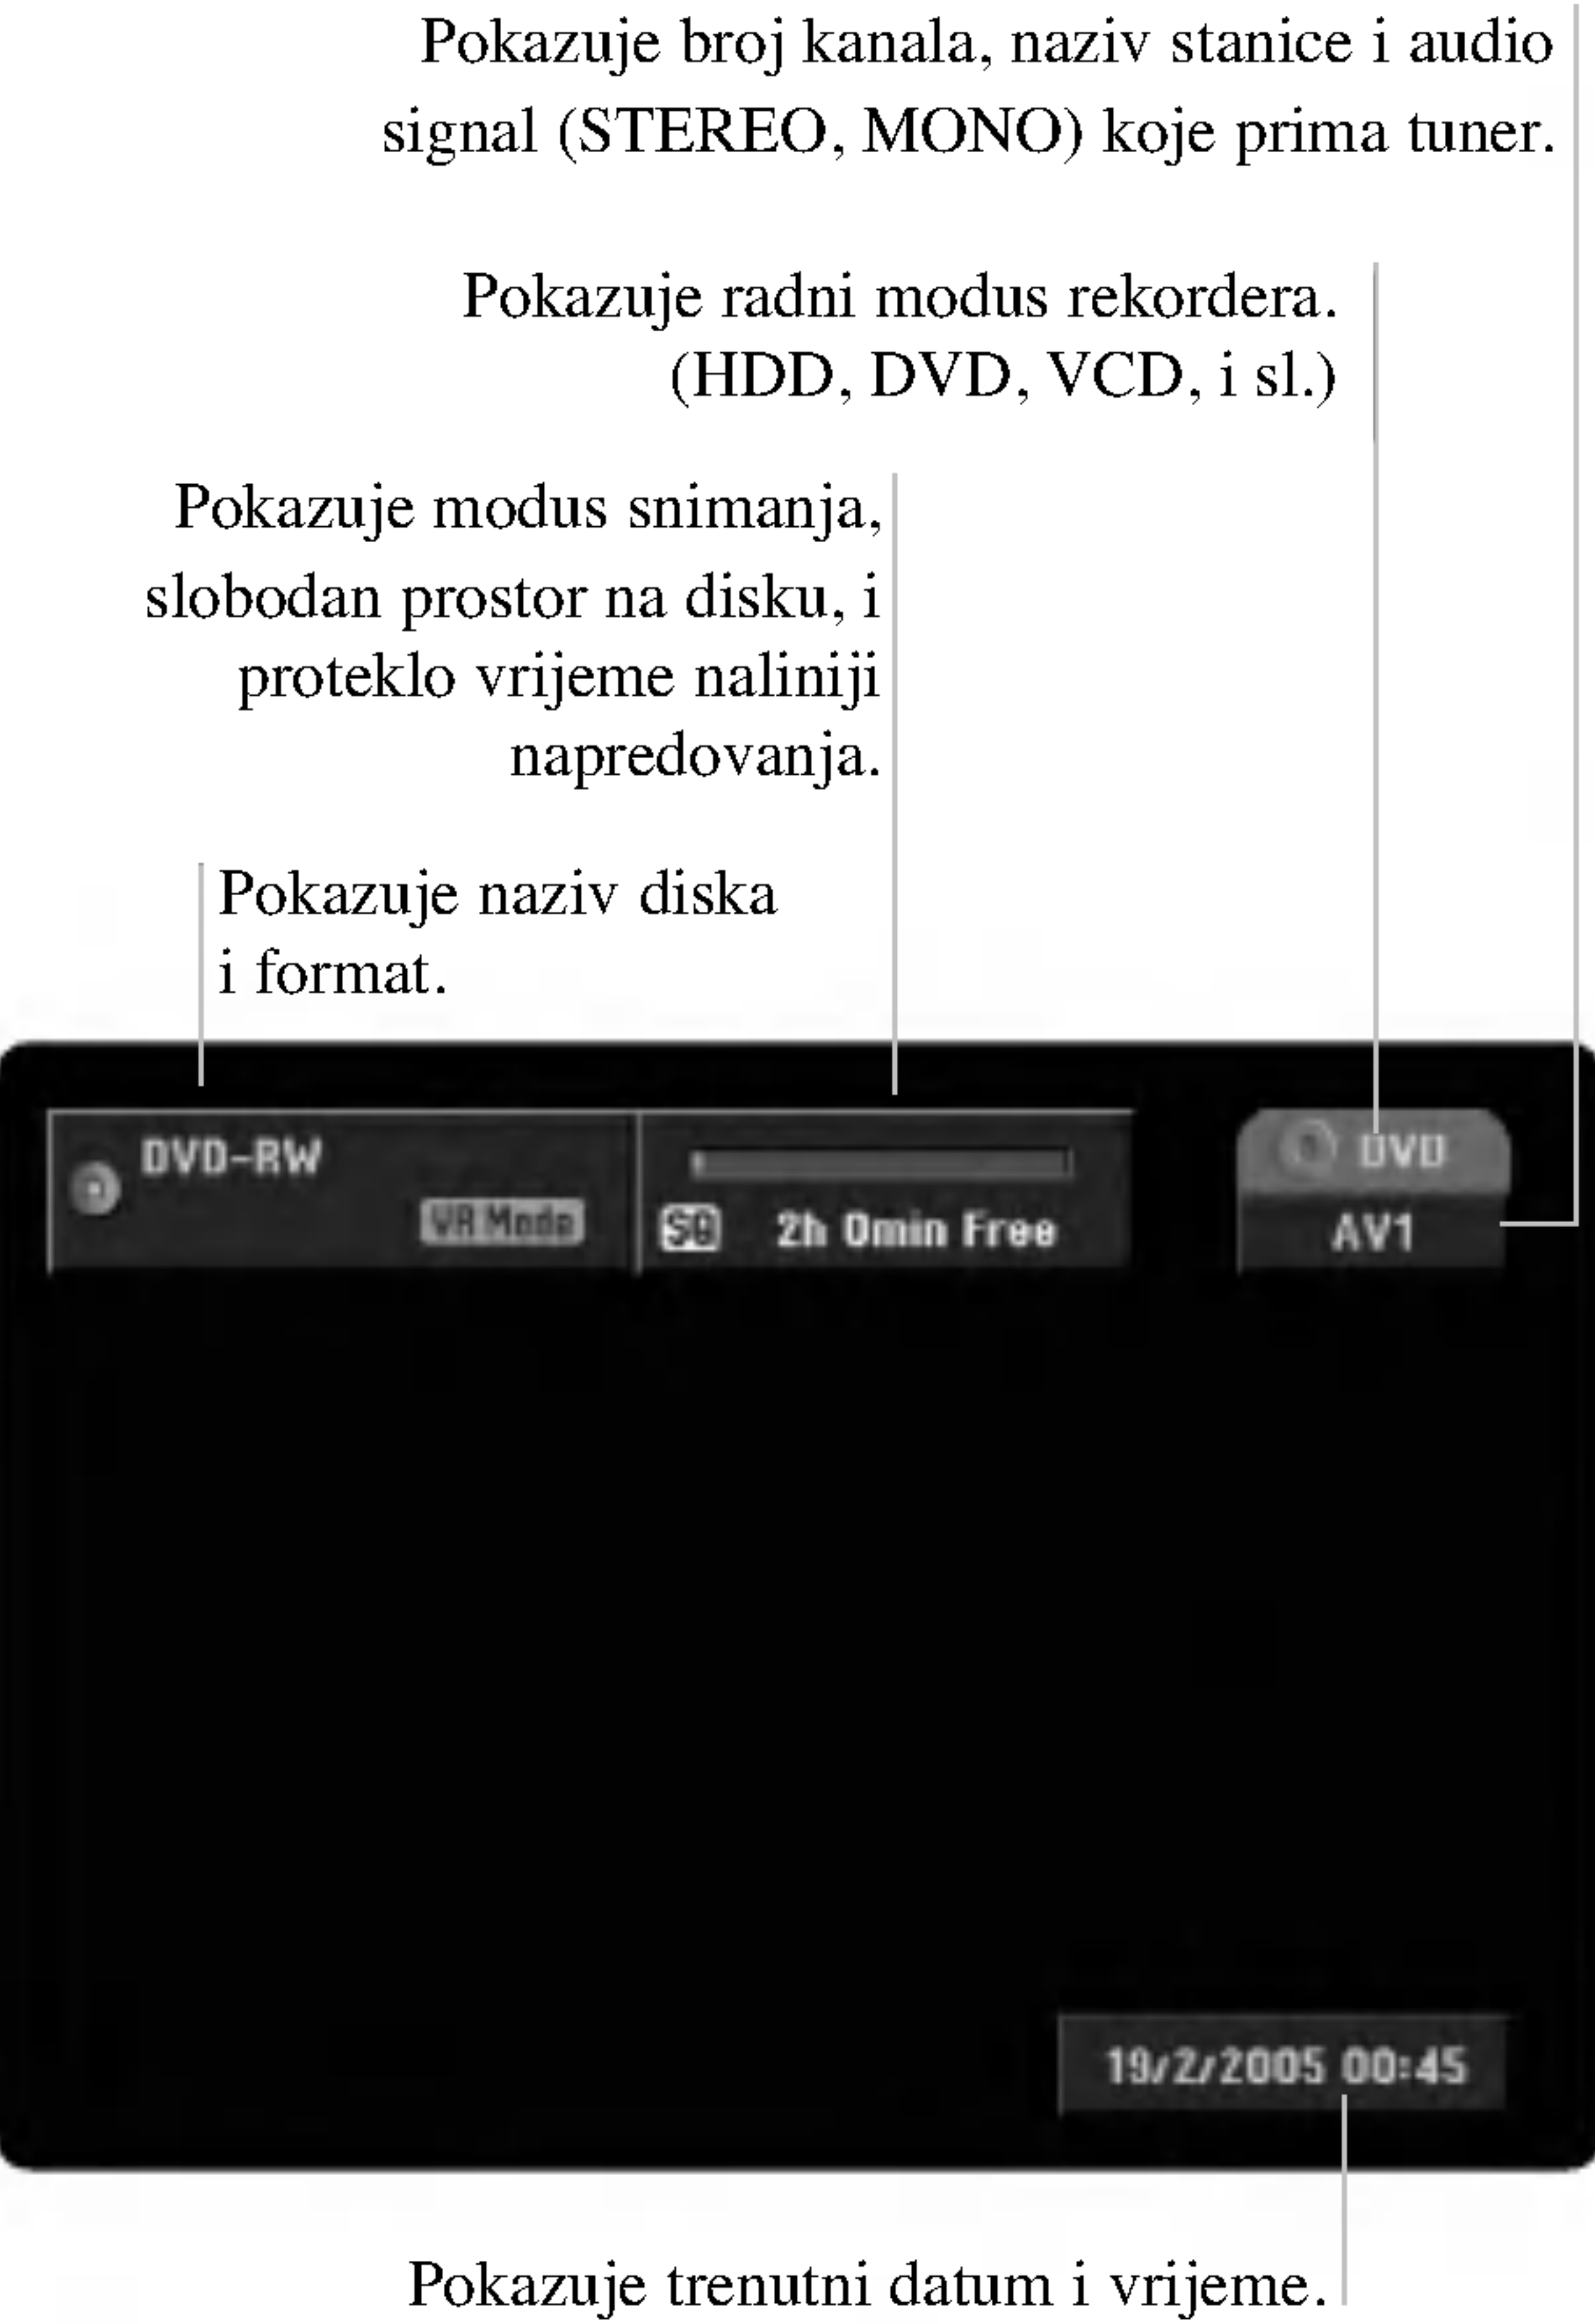 Pokazuje broj kanala, naziv stanice i audio
signal (STEREO, MONO) koje prima tuner.
Pokazuje radni modus rekordera.
(HDD, DVD, VCD, i sl.)
Pokazuje modus snimanja,
slobodan prostor na disku, i
proteklo vrijeme naliniji
napredovanja.
Pokazuje naziv diska
i format.
DVD-RW
VR Mode
SQ 2h 0min Free
DVD
AV1
19/2/2005 00:45
Pokazuje trenutni datum i vrijeme.